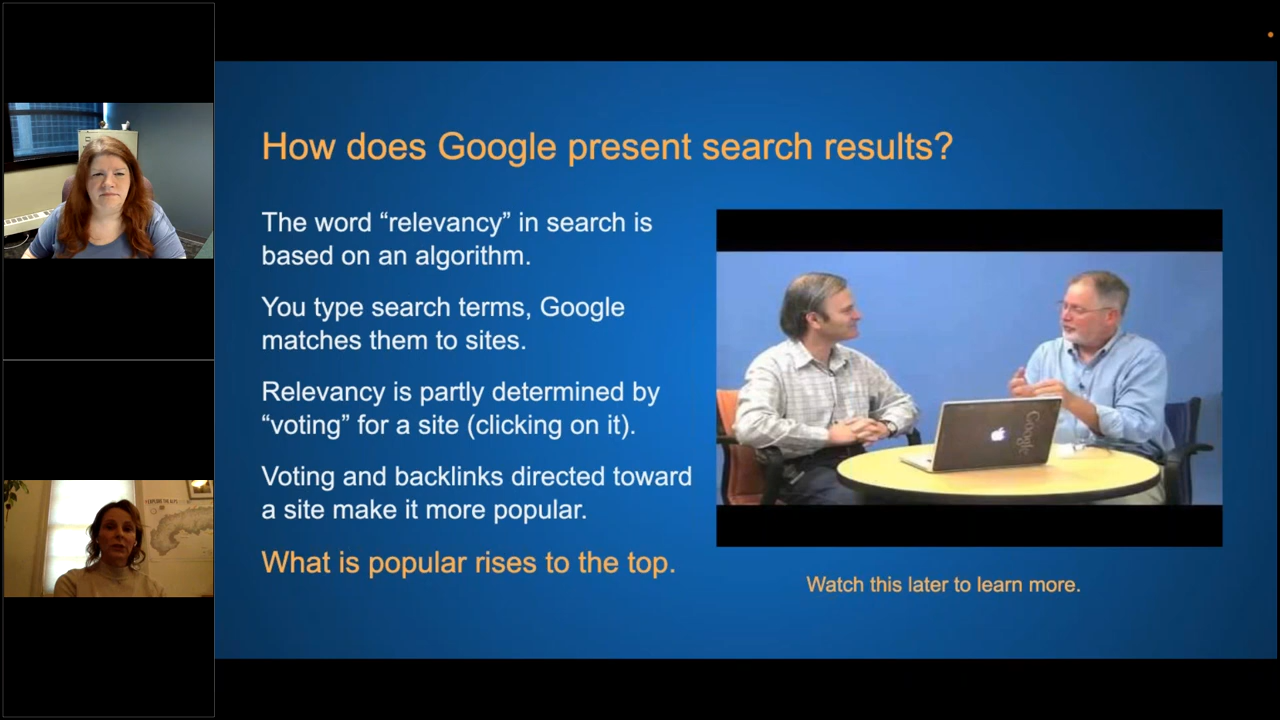 How does Google present search results?
The word “relevancy” in search is
based on an algorithm.
You type search terms, Google
matches them to sites.
Relevancy is partly determined by
“voting” for a site (clicking on it).
Voting and backlinks directed toward
a site make it more popular.
What is popular rises to the top.
Google
Watch this later to learn more.
EXPLORE THE ALPS